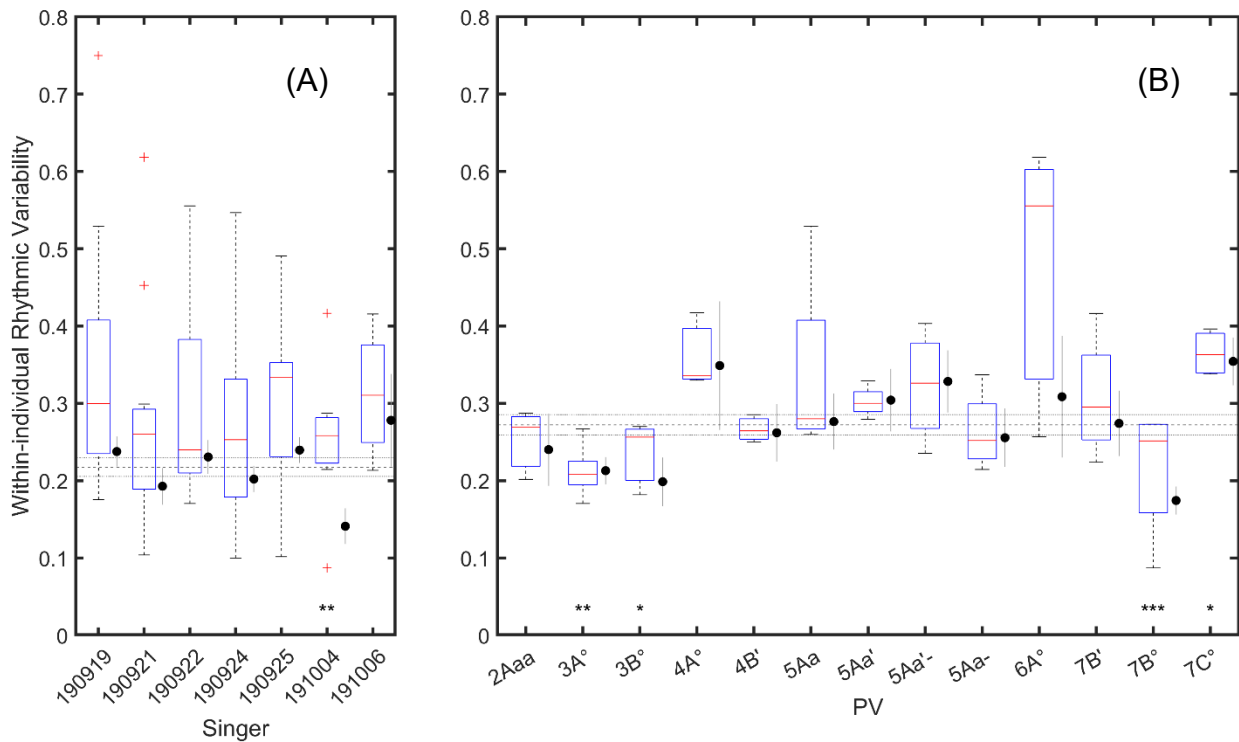 (A)
Within-individual Rhythmic Variability
0.8
0.7
0.6
0.5
0.4
0.3
0.2
0.1
0
**
190919
190921
190922
190924
190925
191004
191006
Singer
(B)
0.8
0.7
0.6
0.5
0.4
0.3
0.2
0.1
0
**
*
***
*
2Aaa
3A°
3B°
4A°
4B'
5Aa
5Aa'
5Aa'-
5Aa-
6A°
7B'
7B°
7C°
PV